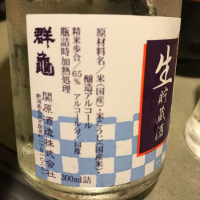 生
貯蔵酒
原材料名／米(国産)・米こうじ(国産米)・
醸造アルコール
精米歩合／65％ アルコール分／14度
瓶詰時加熱処理
群亀
関原酒造株式会社
300ml詰